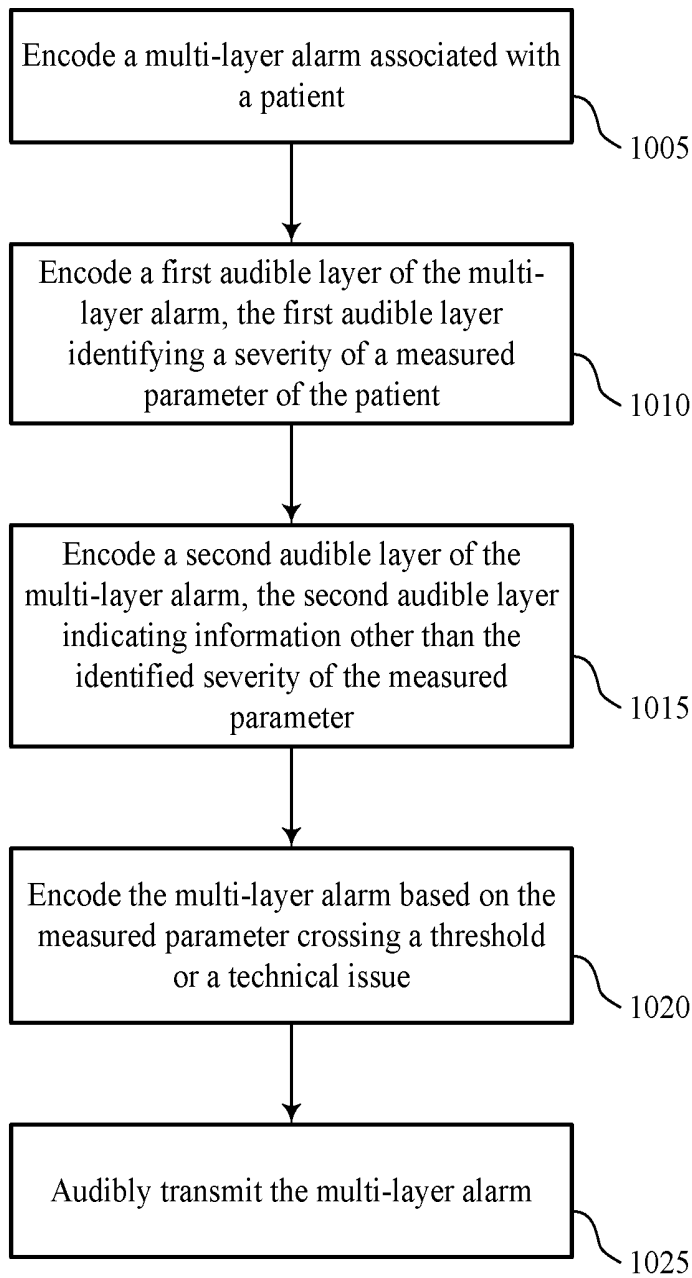 Encode a multi-layer alarm associated with
a patient
1005
Encode a first audible layer of the multi-
layer alarm, the first audible layer
identifying a severity of a measured
parameter of the patient
1010
Encode a second audible layer of the
multi-layer alarm, the second audible layer
indicating information other than the
identified severity of the measured
parameter
1015
Encode the multi-layer alarm based on the
measured parameter crossing a threshold
or a technical issue
1020
Audibly transmit the multi-layer alarm
1025